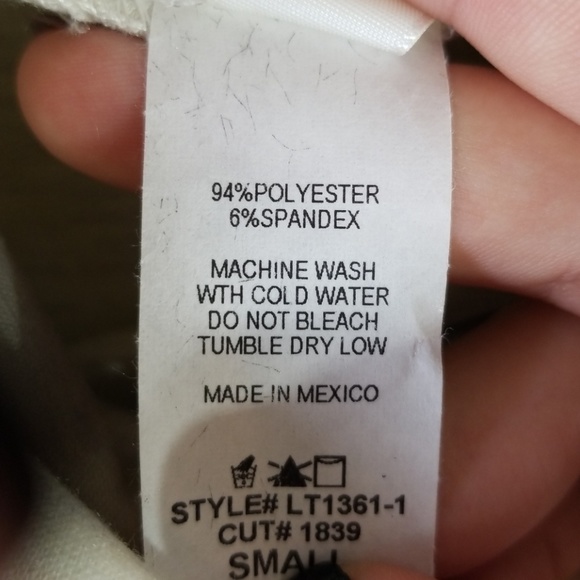 94%POLYESTER
6%SPANDEX
MACHINE WASH
WTH COLD WATER
DO NOT BLEACH
TUMBLE DRY LOW
MADE IN MEXICO
STYLE# LT1361-1
CUT# 1839
SMALL